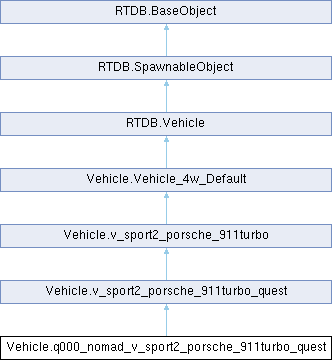 RTDB.BaseObject
RTDB.SpawnableObject
RTDB.Vehicle
Vehicle.Vehicle_4w_Default
Vehicle.v_sport2_porsche_911turbo
Vehicle.v_sport2_porsche_911turbo_quest
Vehicle.q000_nomad_v_sport2_porsche_911turbo_quest